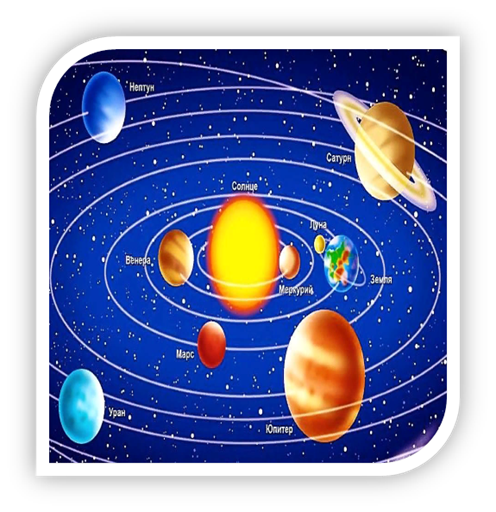 Нептун
Сатурн
Солнце
Луна
Венера
Земля
Меркурий
Марс
Уран
Юпитер